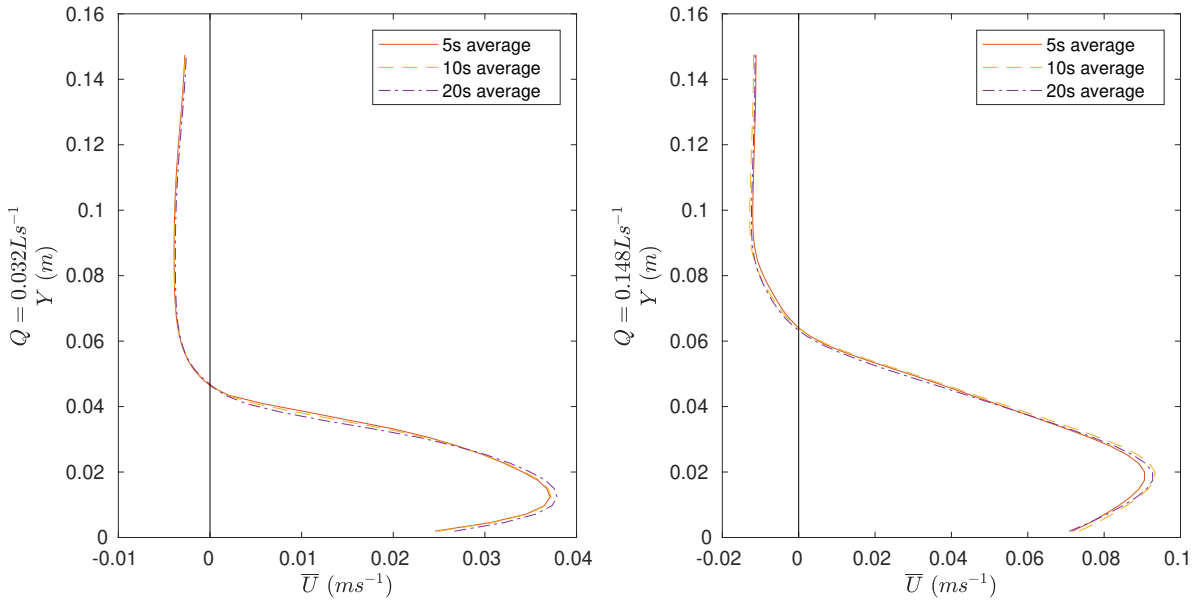 0.16
0.14
0.12
0.1
0.08
0.06
0.04
0.02
0
-0.01
0
0.01
0.02
0.03
0.04
Q = 0.032Ls⁻¹
Y (m)
U̅ (ms⁻¹)
5s average
10s average
20s average
0.16
0.14
0.12
0.1
0.08
0.06
0.04
0.02
0
-0.02
0
0.02
0.04
0.06
0.08
0.1
Q = 0.148Ls⁻¹
Y (m)
U̅ (ms⁻¹)
5s average
10s average
20s average